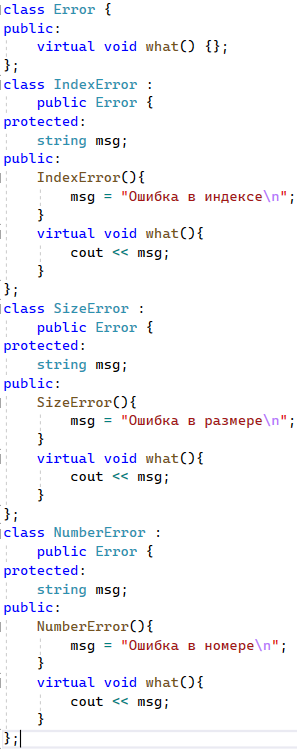 class Error {
public:
    virtual void what() {};
};
class IndexError :
    public Error {
protected:
    string msg;
public:
    IndexError(){
        msg = "Ошибка в индексе\n";
    }
    virtual void what(){
        cout << msg;
    }
};
class SizeError :
    public Error {
protected:
    string msg;
public:
    SizeError(){
        msg = "Ошибка в размере\n";
    }
    virtual void what(){
        cout << msg;
    }
};
class NumberError :
    public Error {
protected:
    string msg;
public:
    NumberError(){
        msg = "Ошибка в номере\n";
    }
    virtual void what(){
        cout << msg;
    }
};